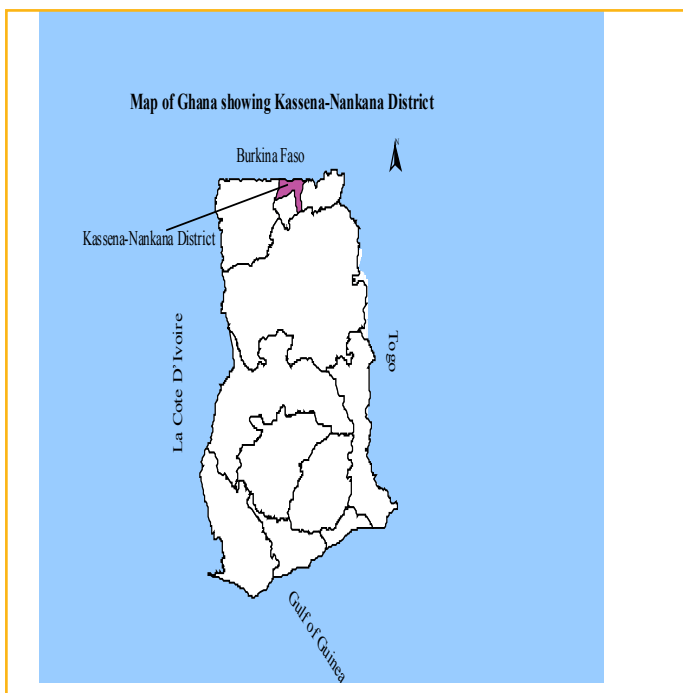 Map of Ghana showing Kassena-Nankana District
N
Burkina Faso
Kassena-Nankana District
La Cote D'Ivoire
Togo
Gulf of Guinea